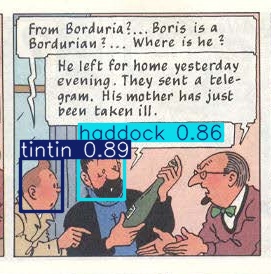 From Borduria?... Boris is a
Bordurian?... Where is he?
He left for home yesterday
evening. They sent a tele-
gram. His mother has just
been taken ill.
haddock 0.86
tintin 0.89